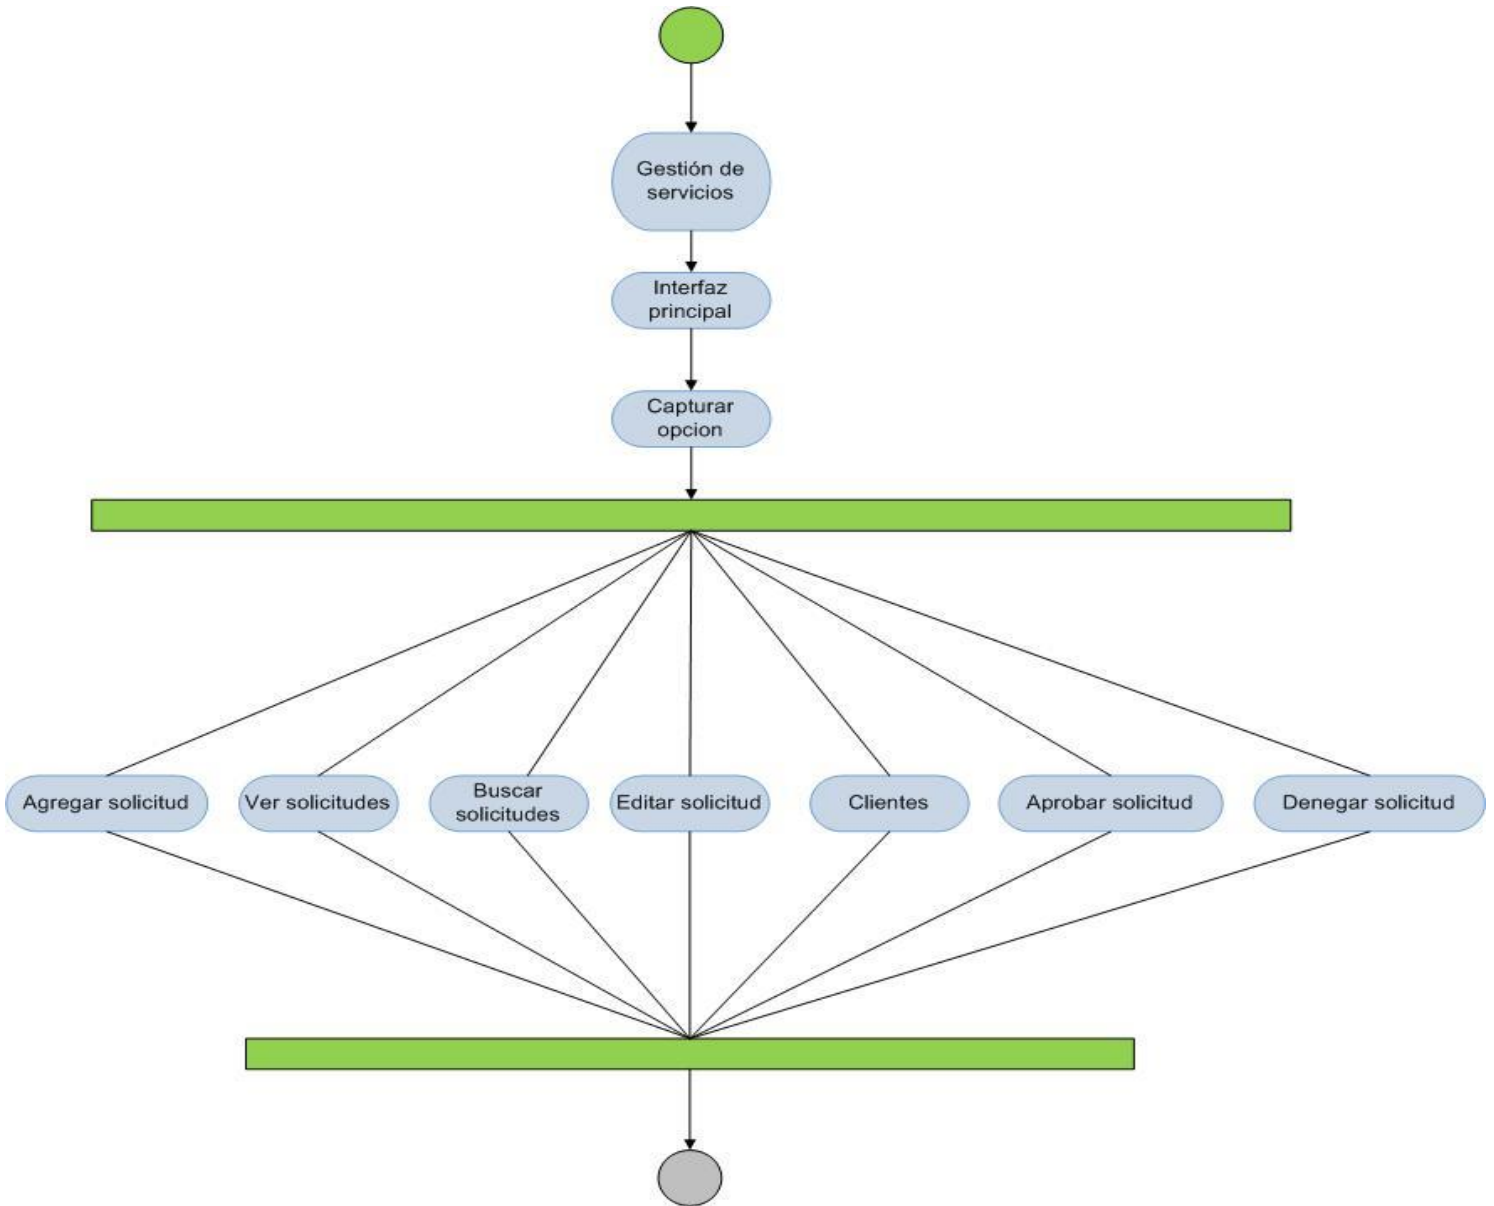 Gestión de
servicios
Interfaz
principal
Capturar
opcion
Agregar solicitud
Ver solicitudes
Buscar
solicitudes
Editar solicitud
Clientes
Aprobar solicitud
Denegar solicitud